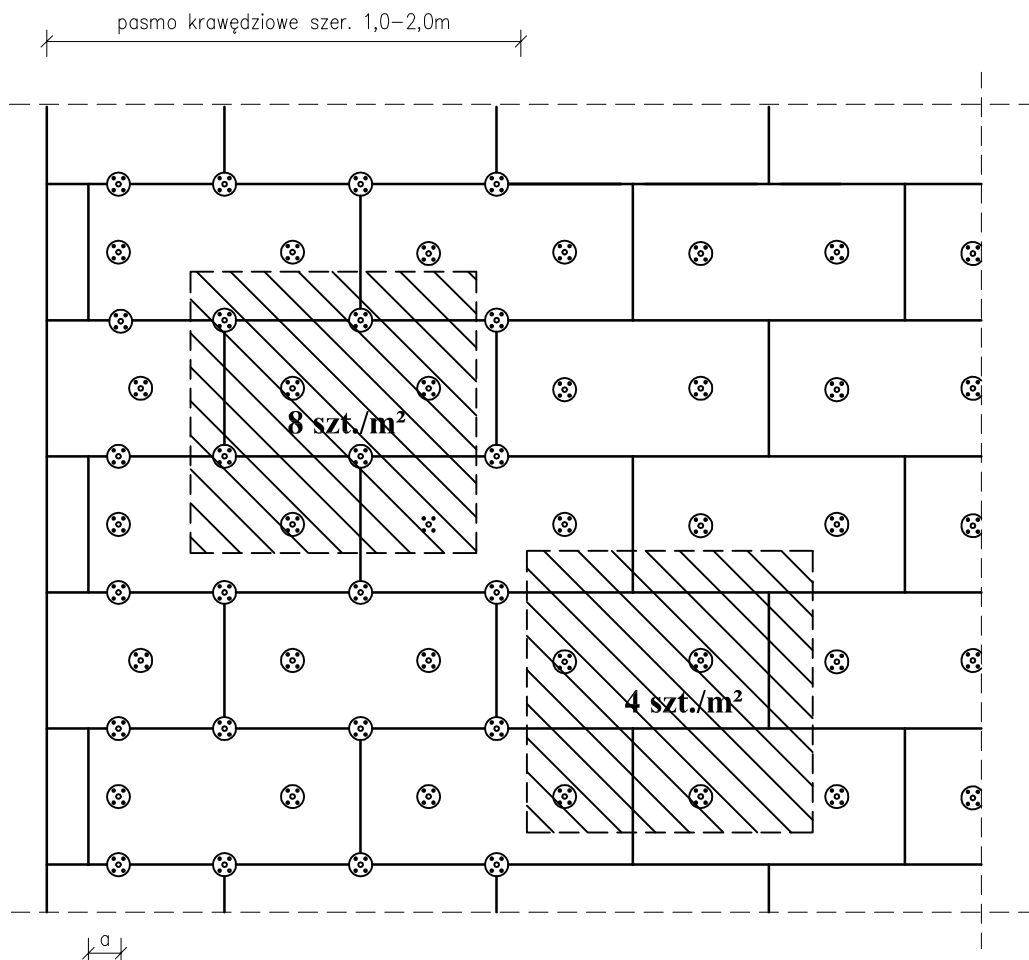 pasmo krawędziowe szer. 1,0–2,0m
8 szt./m²
4 szt./m²
a